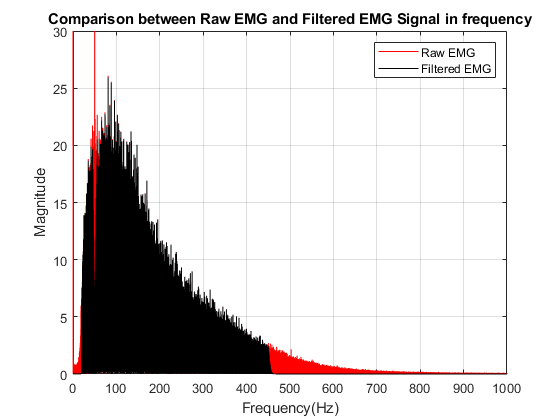 Comparison between Raw EMG and Filtered EMG Signal in frequency
30
25
20
15
10
5
0
Magnitude
Raw EMG
Filtered EMG
0 100 200 300 400 500 600 700 800 900 1000
Frequency(Hz)